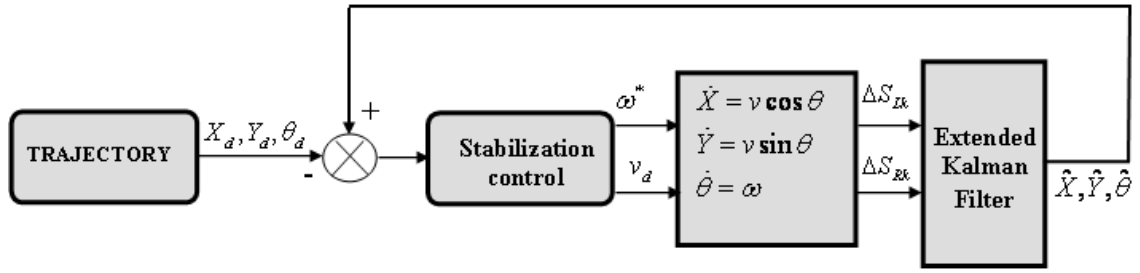 TRAJECTORY
X_d, Y_d, θ_d
+
-
Stabilization
control
ω*
v_d
Ẋ = v cos θ
Ẏ = v sin θ
θ̇ = ω
ΔS_Lk
ΔS_Rk
Extended
Kalman
Filter
X̂, Ŷ, θ̂